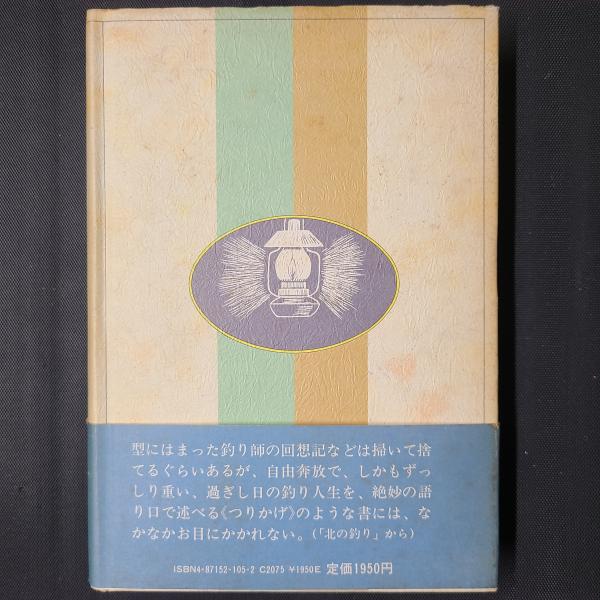 型にはまった釣り師の回想記などは掃いて捨
てるぐらいあるが、自由奔放で、しかもずっ
しり重い、過ぎし日の釣り人生を、絶妙の語
り口で述べる《つりかげ》のような書には、な
かなかお目にかかれない。(「北の釣り」から)
ISBN4-87152-105-2 C2075 ¥1950E 定価1950円